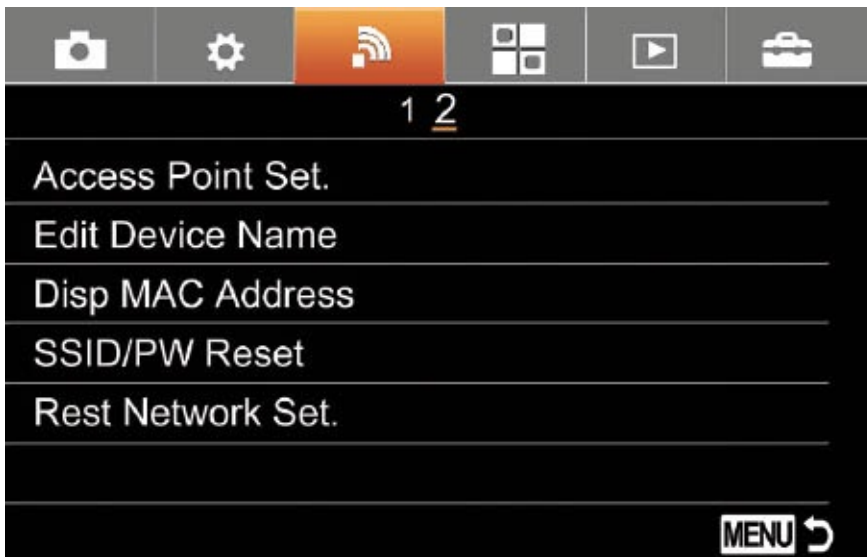 1 2
Access Point Set.
Edit Device Name
Disp MAC Address
SSID/PW Reset
Rest Network Set.
MENU